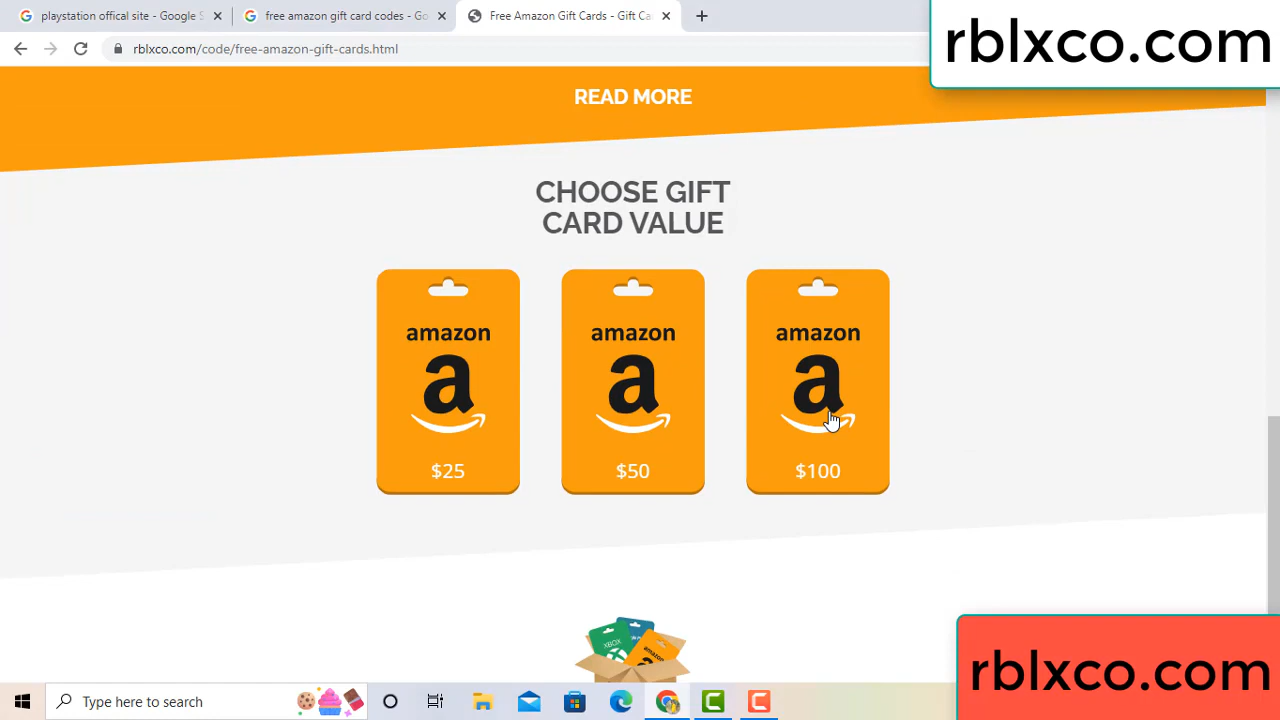 playstation offical site - Google S
free amazon gift card codes - Go
Free Amazon Gift Cards - Gift Ca
rblxco.com/code/free-amazon-gift-cards.html
rblxco.com
READ MORE
CHOOSE GIFT
CARD VALUE
amazon
a
$25
amazon
a
$50
amazon
a
$100
XBOX
amazon
rblxco.com
Type here to search